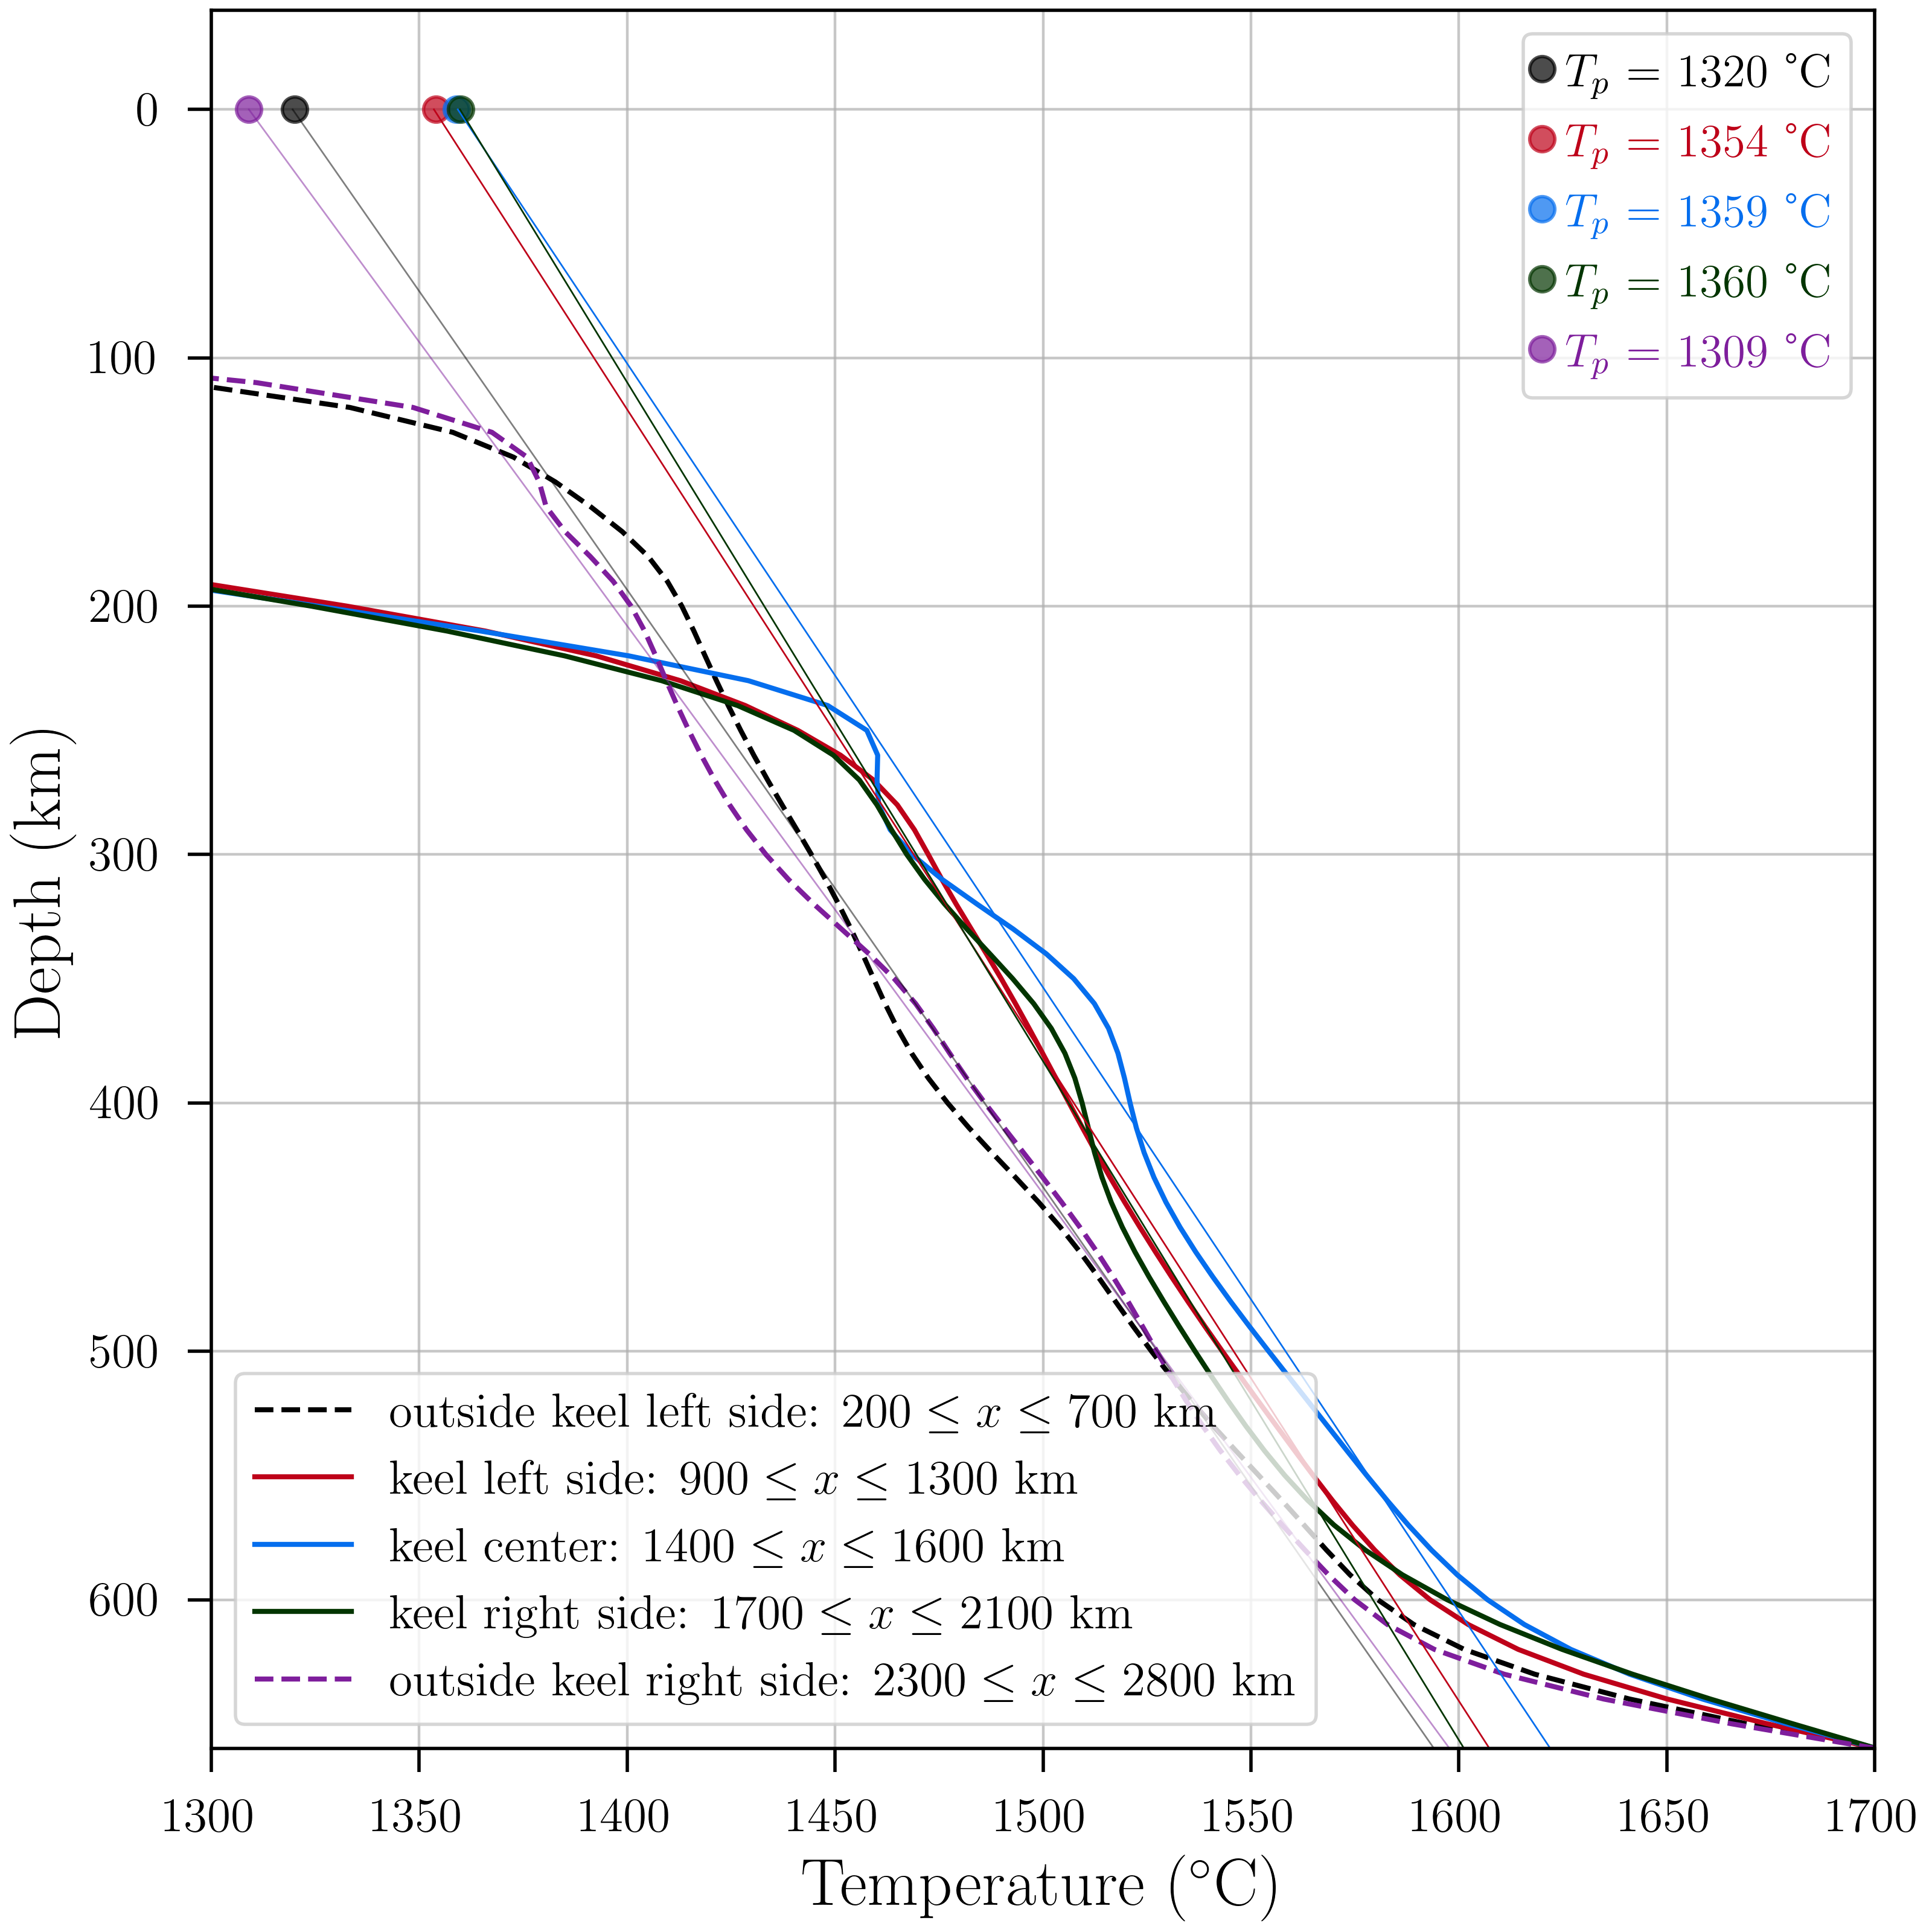 T_p = 1320 °C
T_p = 1354 °C
T_p = 1359 °C
T_p = 1360 °C
T_p = 1309 °C
0
100
200
300
400
500
600
Depth (km)
outside keel left side: 200 ≤ x ≤ 700 km
keel left side: 900 ≤ x ≤ 1300 km
keel center: 1400 ≤ x ≤ 1600 km
keel right side: 1700 ≤ x ≤ 2100 km
outside keel right side: 2300 ≤ x ≤ 2800 km
1300 1350 1400 1450 1500 1550 1600 1650 1700
Temperature (°C)